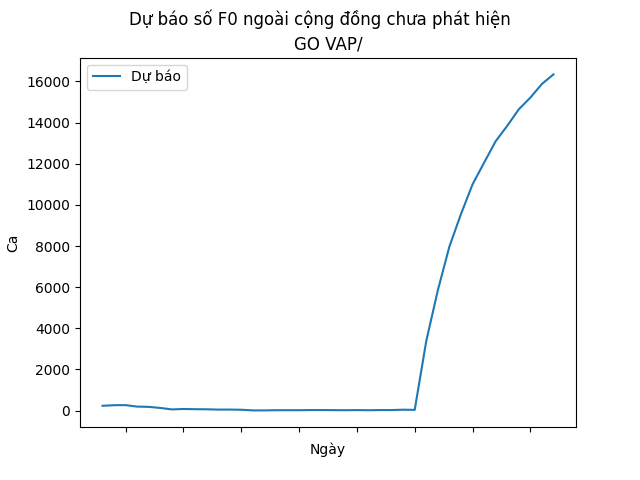 Dự báo số F0 ngoài cộng đồng chưa phát hiện
GO VAP/
Dự báo
16000
14000
12000
10000
8000
6000
4000
2000
0
Ca
Ngày